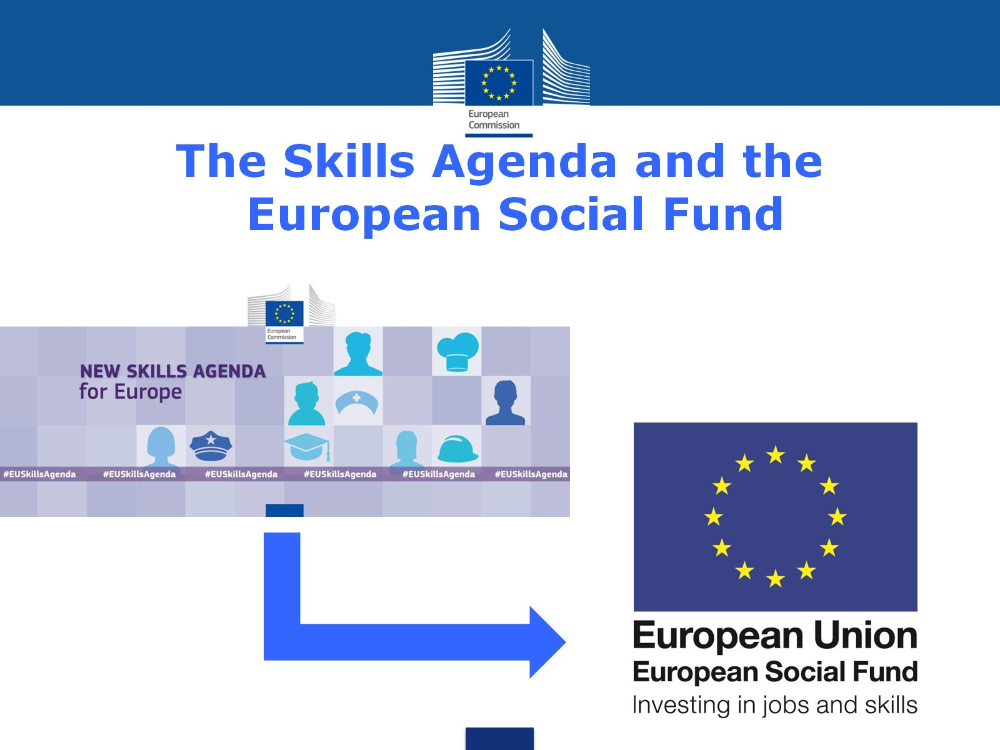 European
Commission
The Skills Agenda and the
European Social Fund
European
Commission
NEW SKILLS AGENDA
for Europe
#EUSkillsAgenda #EUSkillsAgenda #EUSkillsAgenda #EUSkillsAgenda #EUSkillsAgenda #EUSkillsAgenda
European Union
European Social Fund
Investing in jobs and skills